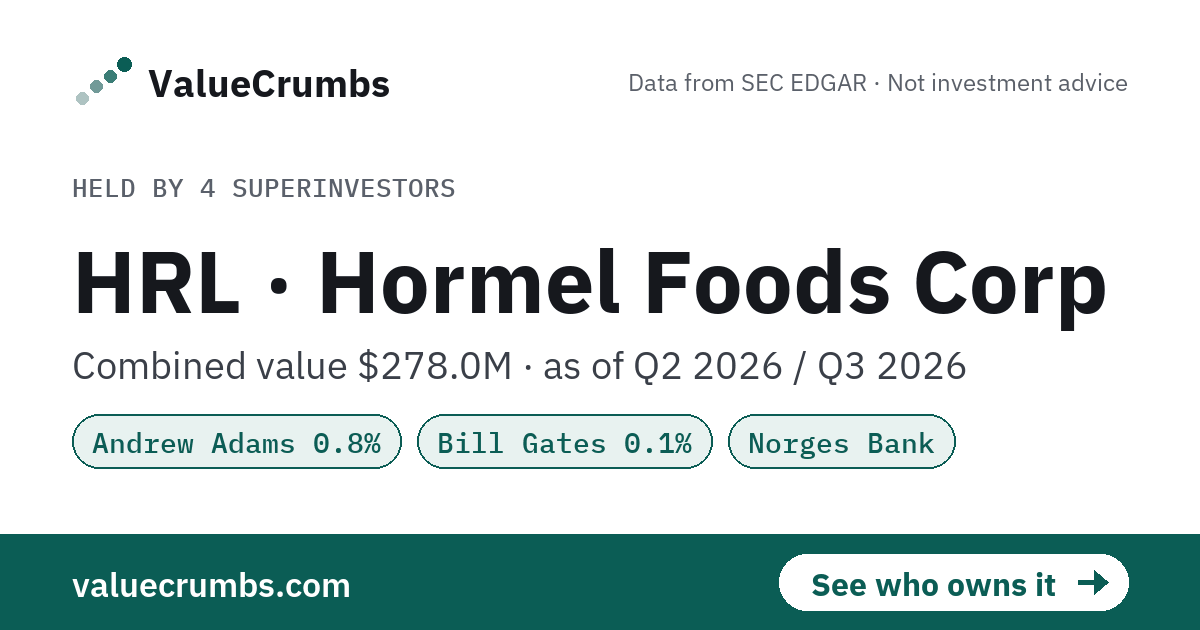 ValueCrumbs
Data from SEC EDGAR · Not investment advice
HELD BY 4 SUPERINVESTORS
HRL · Hormel Foods Corp
Combined value $278.0M · as of Q2 2026 / Q3 2026
Andrew Adams 0.8%
Bill Gates 0.1%
Norges Bank
valuecrumbs.com
See who owns it →